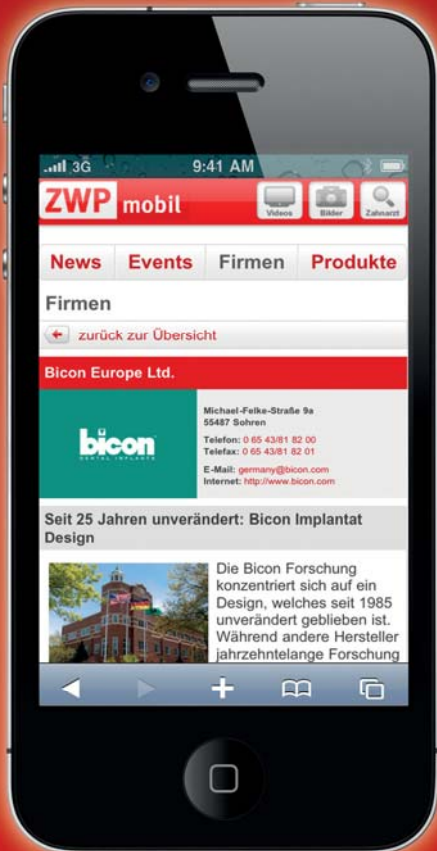 3G 9:41 AM
ZWP mobil
Videos Bilder Zahnarzt
News Events Firmen Produkte
Firmen
zurück zur Übersicht
Bicon Europe Ltd.
bicon
DENTAL IMPLANTS
Michael-Felke-Straße 9a
55487 Sohren
Telefon: 0 65 43/81 82 00
Telefax: 0 65 43/81 82 01
E-Mail: germany@bicon.com
Internet: http://www.bicon.com
Seit 25 Jahren unverändert: Bicon Implantat
Design
Die Bicon Forschung
konzentriert sich auf ein
Design, welches seit 1985
unverändert geblieben ist.
Während andere Hersteller
jahrzehntelange Forschung